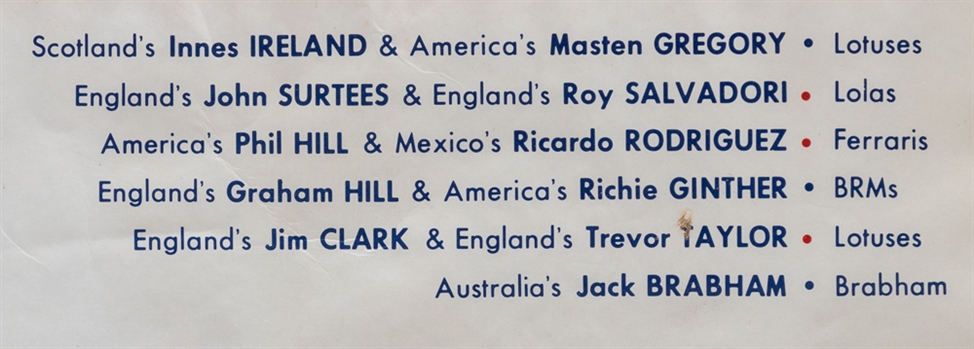 Scotland's Innes IRELAND & America's Masten GREGORY • Lotuses
England's John SURTEES & England's Roy SALVADORI • Lolas
America's Phil HILL & Mexico's Ricardo RODRIGUEZ • Ferraris
England's Graham HILL & America's Richie GINTHER • BRMs
England's Jim CLARK & England's Trevor TAYLOR • Lotuses
Australia's Jack BRABHAM • Brabham